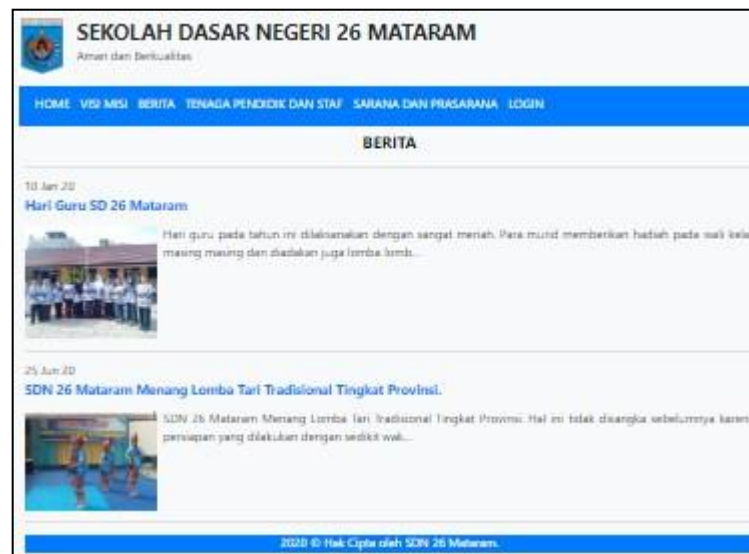 SEKOLAH DASAR NEGERI 26 MATARAM
Aman dan Berkualitas
HOME VISI MISI BERITA TENAGA PENDIDIK DAN STAF SARANA DAN PRASARANA LOGIN
BERITA
10 Jan 20
Hari Guru SD 26 Mataram
Hari guru pada tahun ini dilaksanakan dengan sangat meriah. Para murid memberikan hadiah pada wali kela
masing masing dan diadakan juga lomba lomb...
25 Jun 20
SDN 26 Mataram Menang Lomba Tari Tradisional Tingkat Provinsi.
SDN 26 Mataram Menang Lomba Tari Tradisional Tingkat Provinsi. Hal ini tidak disangka sebelumnya karen
persiapan yang dilakukan dengan sedikit wak...
2020 © Hak Cipta oleh SDN 26 Mataram.